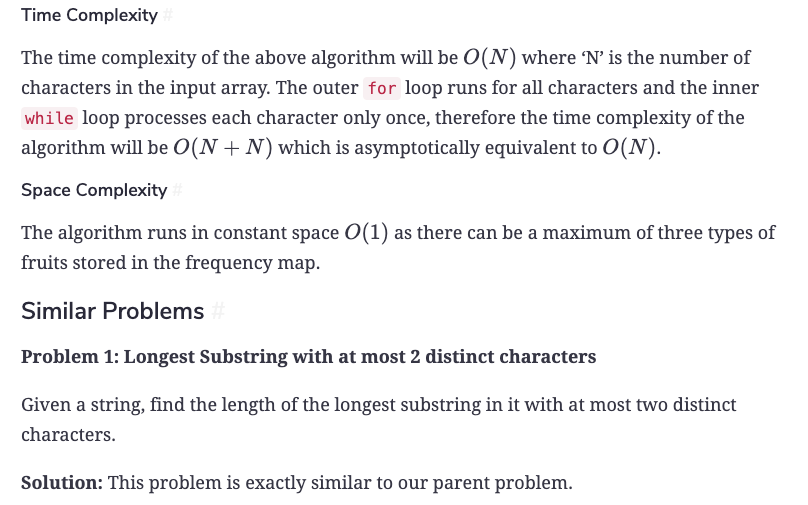 Time Complexity #
The time complexity of the above algorithm will be O(N) where ‘N’ is the number of
characters in the input array. The outer for loop runs for all characters and the inner
while loop processes each character only once, therefore the time complexity of the
algorithm will be O(N + N) which is asymptotically equivalent to O(N).
Space Complexity #
The algorithm runs in constant space O(1) as there can be a maximum of three types of
fruits stored in the frequency map.
Similar Problems #
Problem 1: Longest Substring with at most 2 distinct characters
Given a string, find the length of the longest substring in it with at most two distinct
characters.
Solution: This problem is exactly similar to our parent problem.